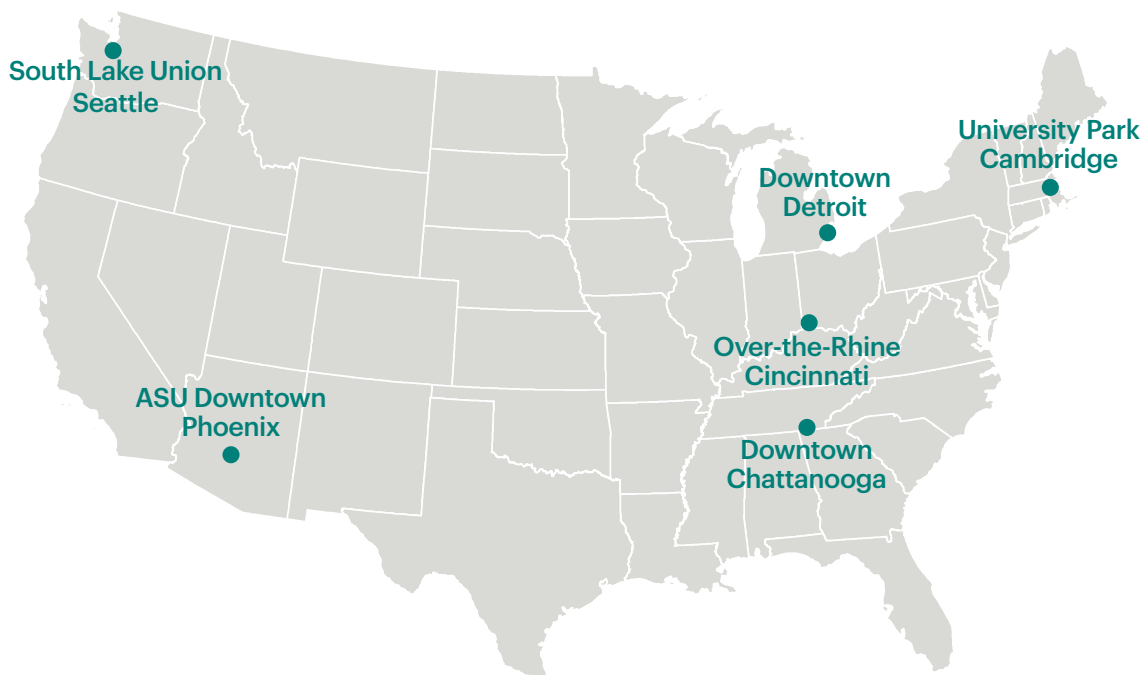 South Lake Union
Seattle
University Park
Cambridge
Downtown
Detroit
Over-the-Rhine
Cincinnati
ASU Downtown
Phoenix
Downtown
Chattanooga